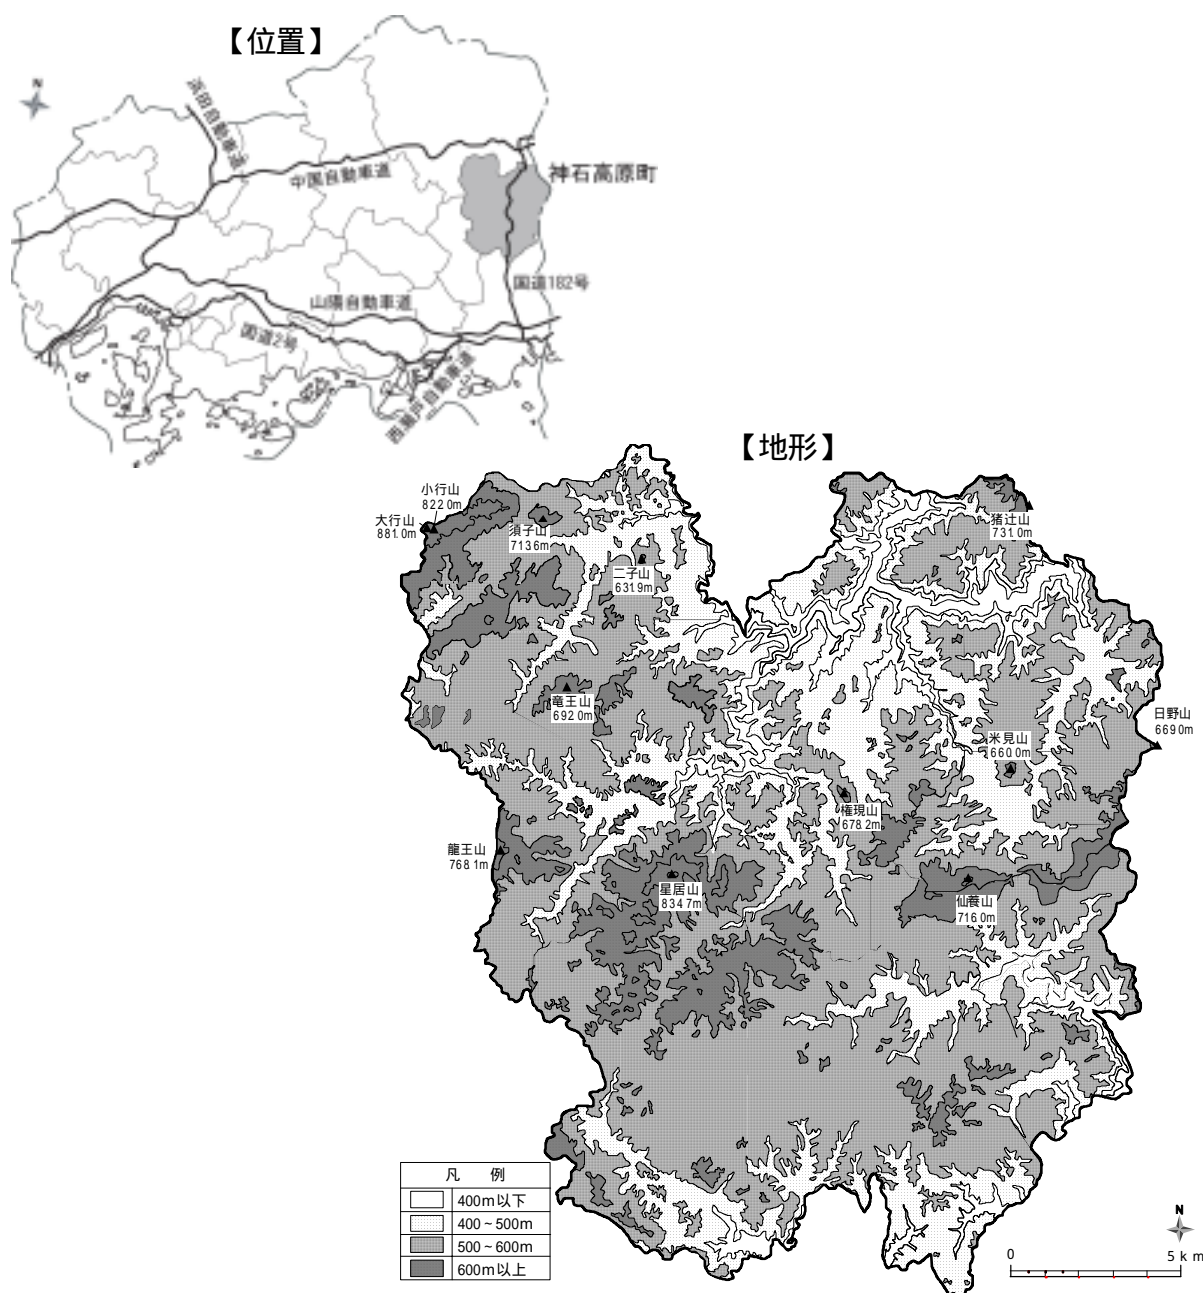 【位置】
N
浜田自動車道
中国自動車道
神石高原町
国道182号
山陽自動車道
国道2号
西瀬戸自動車道
【地形】
小行山
822.0m
大行山
881.0m
須子山
713.6m
二子山
631.9m
猪辻山
731.0m
竜王山
692.0m
日野山
669.0m
米見山
660.0m
権現山
678.2m
龍王山
768.1m
星居山
834.7m
仙養山
716.0m
凡 例
400m以下
400~500m
500~600m
600m以上
N
0 5km